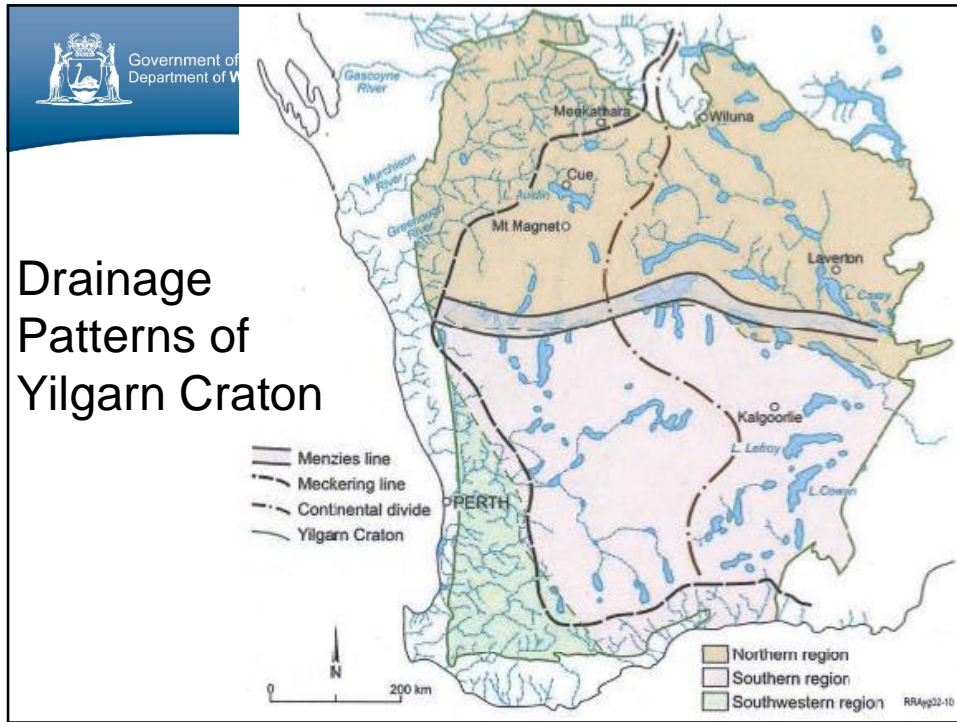 Government of
Department of W
Drainage
Patterns of
Yilgarn Craton
Gascoyne
River
Meekathara
Wiluna
Murchison
River
Cue
L. Austin
Greenough
River
Mt Magnet
Laverton
L. Carey
Kalgoorlie
L. Lefroy
L. Cowan
PERTH
Menzies line
Meckering line
Continental divide
Yilgarn Craton
N
0 200 km
Northern region
Southern region
Southwestern region
RRAyg02-10